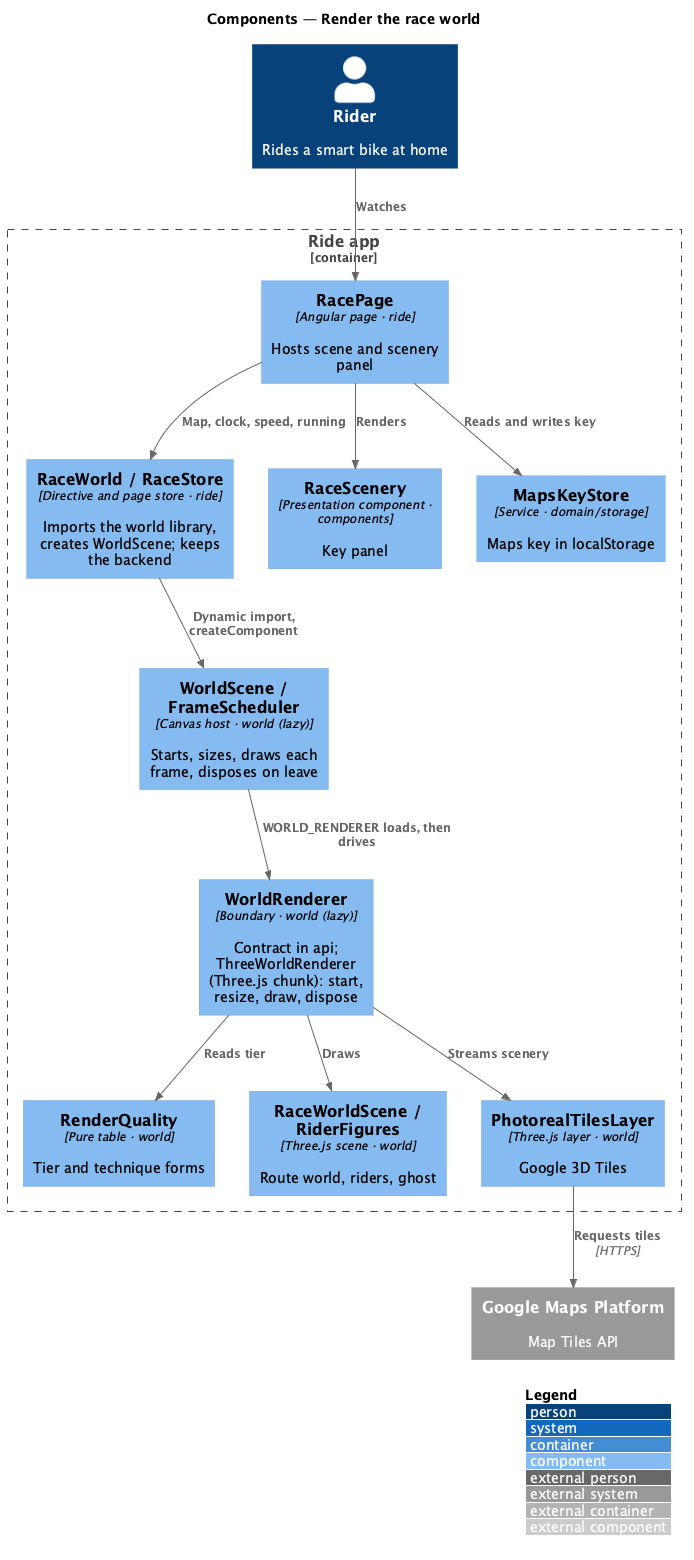 Components — Render the race world
Rider
Rides a smart bike at home
Watches
Ride app
[container]
RacePage
[Angular page · ride]
Hosts scene and scenery
panel
Map, clock, speed, running
Renders
Reads and writes key
RaceWorld / RaceStore
[Directive and page store · ride]
Imports the world library,
creates WorldScene; keeps
the backend
RaceScenery
[Presentation component ·
components]
Key panel
MapsKeyStore
[Service · domain/storage]
Maps key in localStorage
Dynamic import,
createComponent
WorldScene /
FrameScheduler
[Canvas host · world (lazy)]
Starts, sizes, draws each
frame, disposes on leave
WORLD_RENDERER loads, then
drives
WorldRenderer
[Boundary · world (lazy)]
Contract in api;
ThreeWorldRenderer
(Three.js chunk): start,
resize, draw, dispose
Reads tier
Draws
Streams scenery
RenderQuality
[Pure table · world]
Tier and technique forms
RaceWorldScene /
RiderFigures
[Three.js scene · world]
Route world, riders, ghost
PhotorealTilesLayer
[Three.js layer · world]
Google 3D Tiles
Requests tiles
[HTTPS]
Google Maps Platform
Map Tiles API
Legend
person
system
container
component
external person
external system
external container
external component